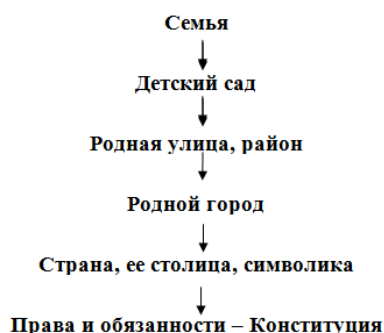 Семья
Детский сад
Родная улица, район
Родной город
Страна, ее столица, символика
Права и обязанности – Конституция